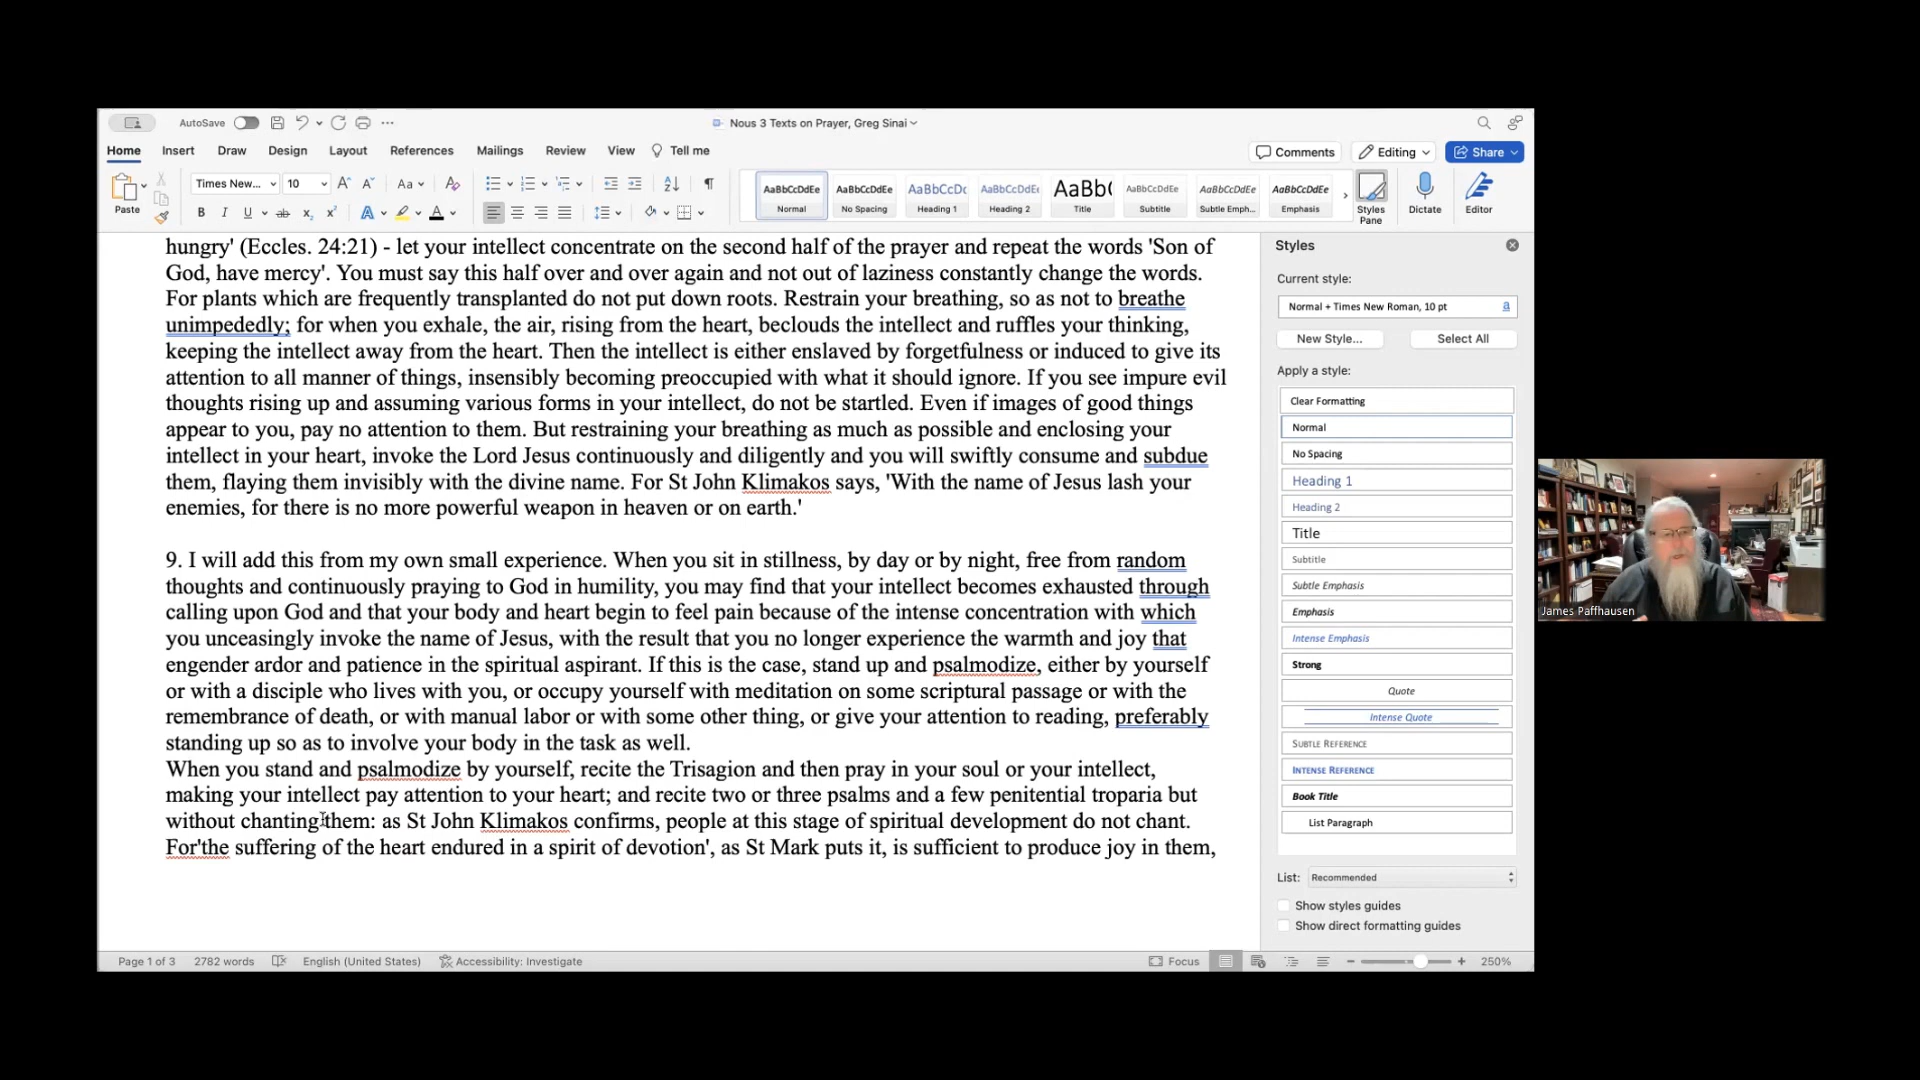 AutoSave
Nous 3 Texts on Prayer, Greg Sinai
Home Insert Draw Design Layout References Mailings Review View Tell me
Comments Editing Share
Paste
Times New... 10
Aa
B I U ab x₂ x² A A
AaBbCcDdEe AaBbCcDdEe AaBbCcDc AaBbCcDdEe AaBb( AaBbCcDdEe AaBbCcDdEe AaBbCcDdEe
Normal No Spacing Heading 1 Heading 2 Title Subtitle Subtle Emph... Emphasis
Styles Pane
Dictate
Editor
hungry' (Eccles. 24:21) - let your intellect concentrate on the second half of the prayer and repeat the words 'Son of
God, have mercy'. You must say this half over and over again and not out of laziness constantly change the words.
For plants which are frequently transplanted do not put down roots. Restrain your breathing, so as not to breathe
unimpededly; for when you exhale, the air, rising from the heart, beclouds the intellect and ruffles your thinking,
keeping the intellect away from the heart. Then the intellect is either enslaved by forgetfulness or induced to give its
attention to all manner of things, insensibly becoming preoccupied with what it should ignore. If you see impure evil
thoughts rising up and assuming various forms in your intellect, do not be startled. Even if images of good things
appear to you, pay no attention to them. But restraining your breathing as much as possible and enclosing your
intellect in your heart, invoke the Lord Jesus continuously and diligently and you will swiftly consume and subdue
them, flaying them invisibly with the divine name. For St John Klimakos says, 'With the name of Jesus lash your
enemies, for there is no more powerful weapon in heaven or on earth.'
9. I will add this from my own small experience. When you sit in stillness, by day or by night, free from random
thoughts and continuously praying to God in humility, you may find that your intellect becomes exhausted through
calling upon God and that your body and heart begin to feel pain because of the intense concentration with which
you unceasingly invoke the name of Jesus, with the result that you no longer experience the warmth and joy that
engender ardor and patience in the spiritual aspirant. If this is the case, stand up and psalmodize, either by yourself
or with a disciple who lives with you, or occupy yourself with meditation on some scriptural passage or with the
remembrance of death, or with manual labor or with some other thing, or give your attention to reading, preferably
standing up so as to involve your body in the task as well.
When you stand and psalmodize by yourself, recite the Trisagion and then pray in your soul or your intellect,
making your intellect pay attention to your heart; and recite two or three psalms and a few penitential troparia but
without chanting them: as St John Klimakos confirms, people at this stage of spiritual development do not chant.
For'the suffering of the heart endured in a spirit of devotion', as St Mark puts it, is sufficient to produce joy in them,
Styles
Current style:
Normal + Times New Roman, 10 pt a
New Style... Select All
Apply a style:
Clear Formatting
Normal
No Spacing
Heading 1
Heading 2
Title
Subtitle
Subtle Emphasis
Emphasis
Intense Emphasis
Strong
Quote
Intense Quote
Subtle Reference
Intense Reference
Book Title
List Paragraph
List: Recommended
Show styles guides
Show direct formatting guides
James Paffhausen
Page 1 of 3 2782 words English (United States) Accessibility: Investigate Focus 250%